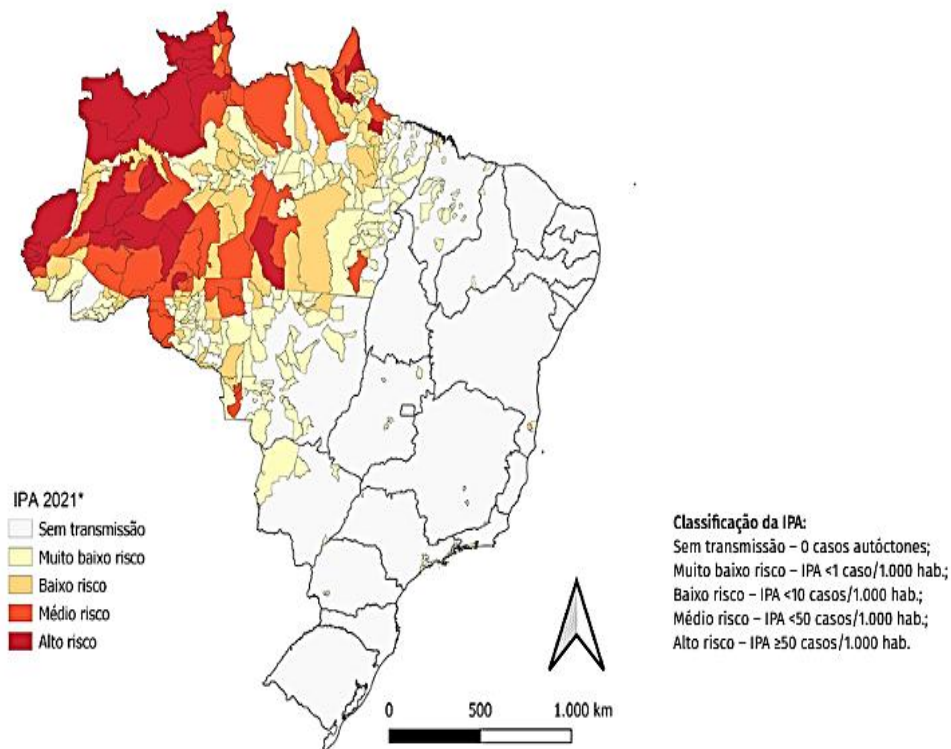 IPA 2021*
Sem transmissão
Muito baixo risco
Baixo risco
Médio risco
Alto risco
Classificação da IPA:
Sem transmissão – 0 casos autóctones;
Muito baixo risco – IPA <1 caso/1.000 hab.;
Baixo risco – IPA <10 casos/1.000 hab.;
Médio risco – IPA <50 casos/1.000 hab.;
Alto risco – IPA ≥50 casos/1.000 hab.
0 500 1.000 km